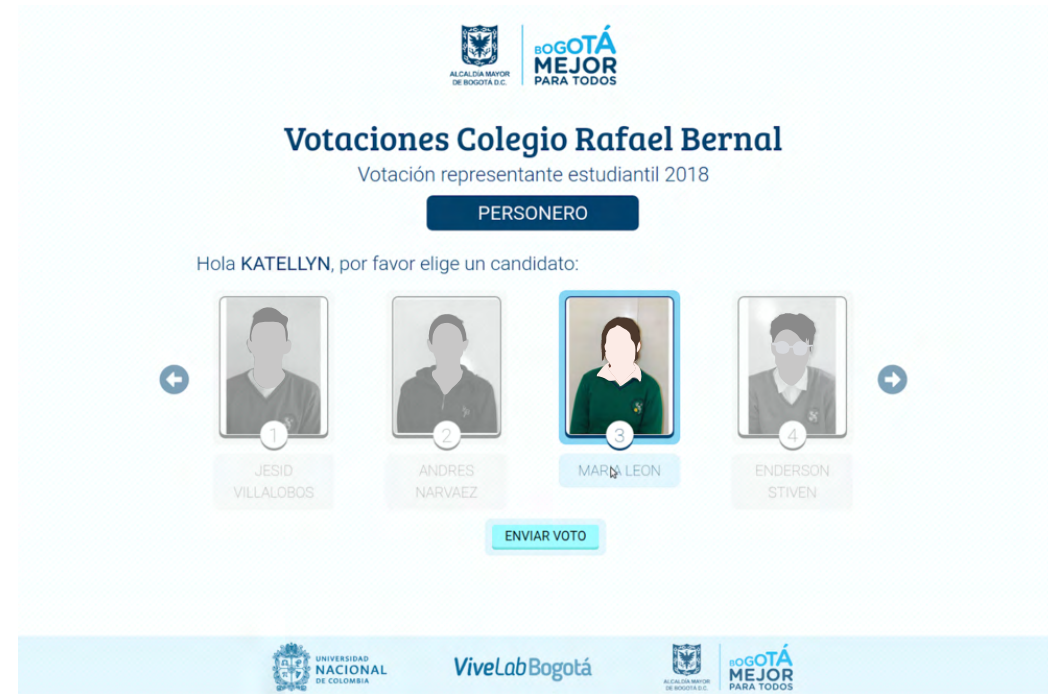 ALCALDÍA MAYOR
DE BOGOTÁ D.C.
BOGOTÁ
MEJOR
PARA TODOS
Votaciones Colegio Rafael Bernal
Votación representante estudiantil 2018
PERSONERO
Hola KATELLYN, por favor elige un candidato:
1 2 3 4
JESID ANDRES MARIA LEON ENDERSON
VILLALOBOS NARVAEZ STIVEN
ENVIAR VOTO
UNIVERSIDAD
NACIONAL
DE COLOMBIA
ViveLab Bogotá
ALCALDÍA MAYOR
DE BOGOTÁ D.C.
BOGOTÁ
MEJOR
PARA TODOS